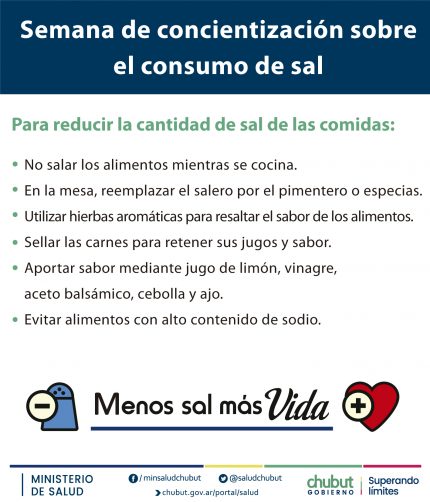 Semana de concientización sobre
el consumo de sal
Para reducir la cantidad de sal de las comidas:
• No salar los alimentos mientras se cocina.
• En la mesa, reemplazar el salero por el pimentero o especias.
• Utilizar hierbas aromáticas para resaltar el sabor de los alimentos.
• Sellar las carnes para retener sus jugos y sabor.
• Aportar sabor mediante jugo de limón, vinagre,
aceto balsámico, cebolla y ajo.
• Evitar alimentos con alto contenido de sodio.
Menos sal más Vida
MINISTERIO
DE SALUD
/minsaludchubut
@saludchubut
chubut.gov.ar/portal/salud
chubut
GOBIERNO
Superando
límites